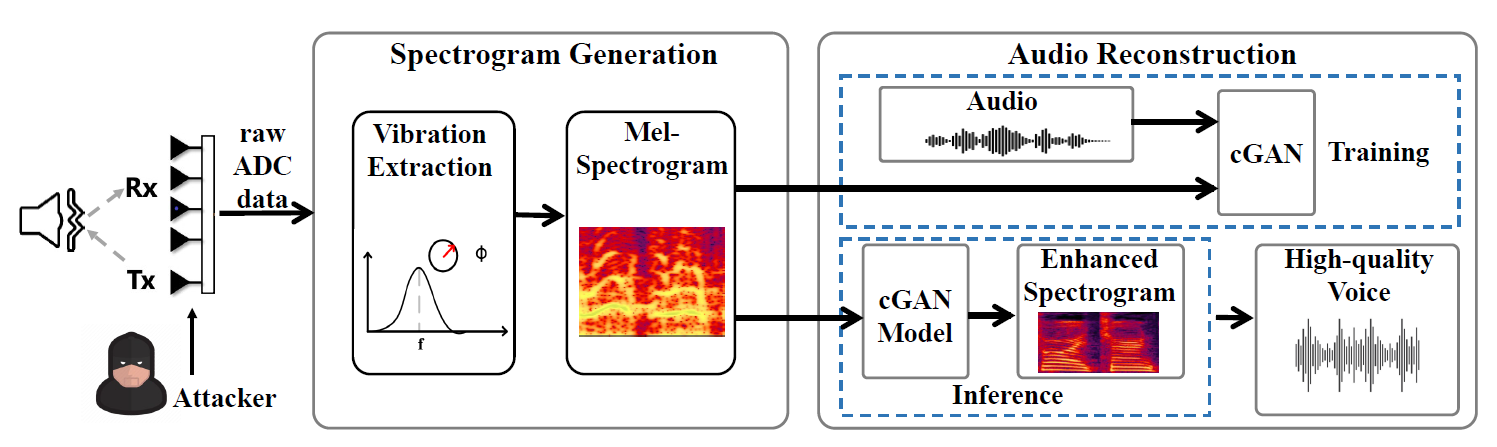 Rx
Tx
Attacker
raw
ADC
data
Spectrogram Generation
Vibration
Extraction
ϕ
f
Mel-
Spectrogram
Audio Reconstruction
Audio
cGAN
Training
cGAN
Model
Enhanced
Spectrogram
Inference
High-quality
Voice